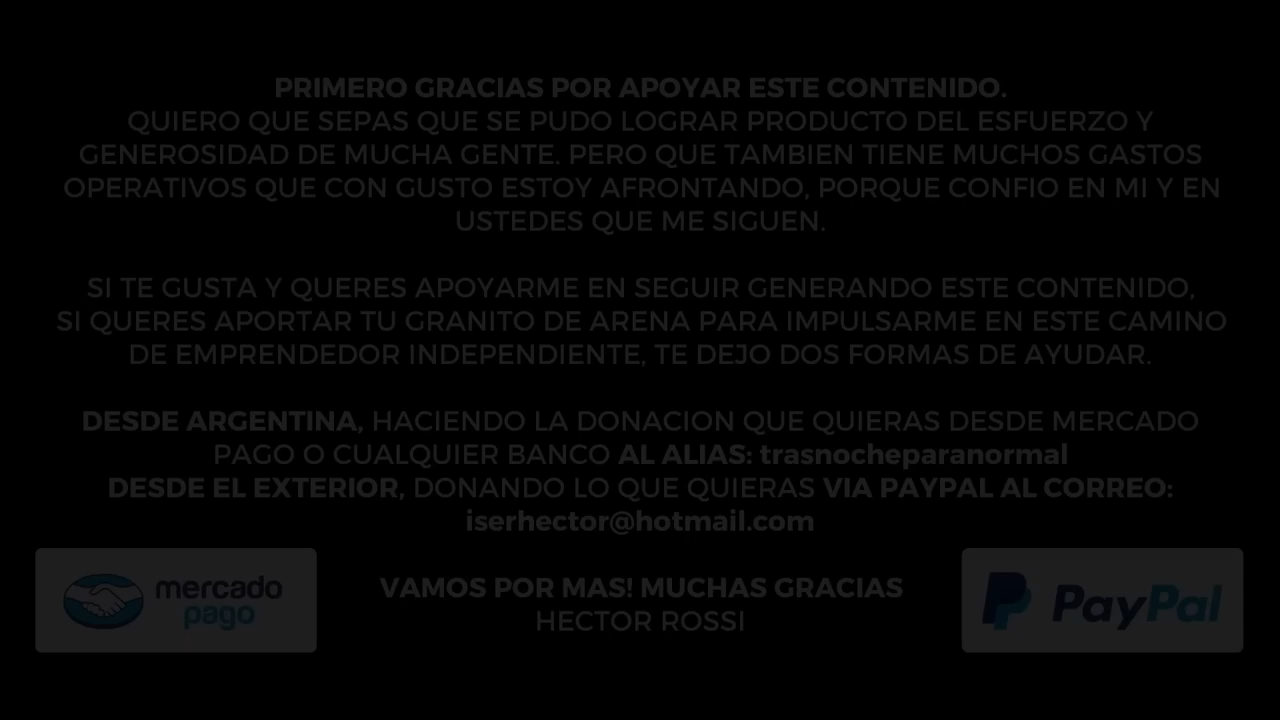 PRIMERO GRACIAS POR APOYAR ESTE CONTENIDO.
QUIERO QUE SEPAS QUE SE PUDO LOGRAR PRODUCTO DEL ESFUERZO Y
GENEROSIDAD DE MUCHA GENTE. PERO QUE TAMBIEN TIENE MUCHOS GASTOS
OPERATIVOS QUE CON GUSTO ESTOY AFRONTANDO, PORQUE CONFIO EN MI Y EN
USTEDES QUE ME SIGUEN.
SI TE GUSTA Y QUERES APOYARME EN SEGUIR GENERANDO ESTE CONTENIDO,
SI QUERES APORTAR TU GRANITO DE ARENA PARA IMPULSARME EN ESTE CAMINO
DE EMPRENDEDOR INDEPENDIENTE, TE DEJO DOS FORMAS DE AYUDAR.
DESDE ARGENTINA, HACIENDO LA DONACION QUE QUIERAS DESDE MERCADO
PAGO O CUALQUIER BANCO AL ALIAS: trasnocheparanormal
DESDE EL EXTERIOR, DONANDO LO QUE QUIERAS VIA PAYPAL AL CORREO:
iserhector@hotmail.com
VAMOS POR MAS! MUCHAS GRACIAS
HECTOR ROSSI
mercado
pago
PayPal